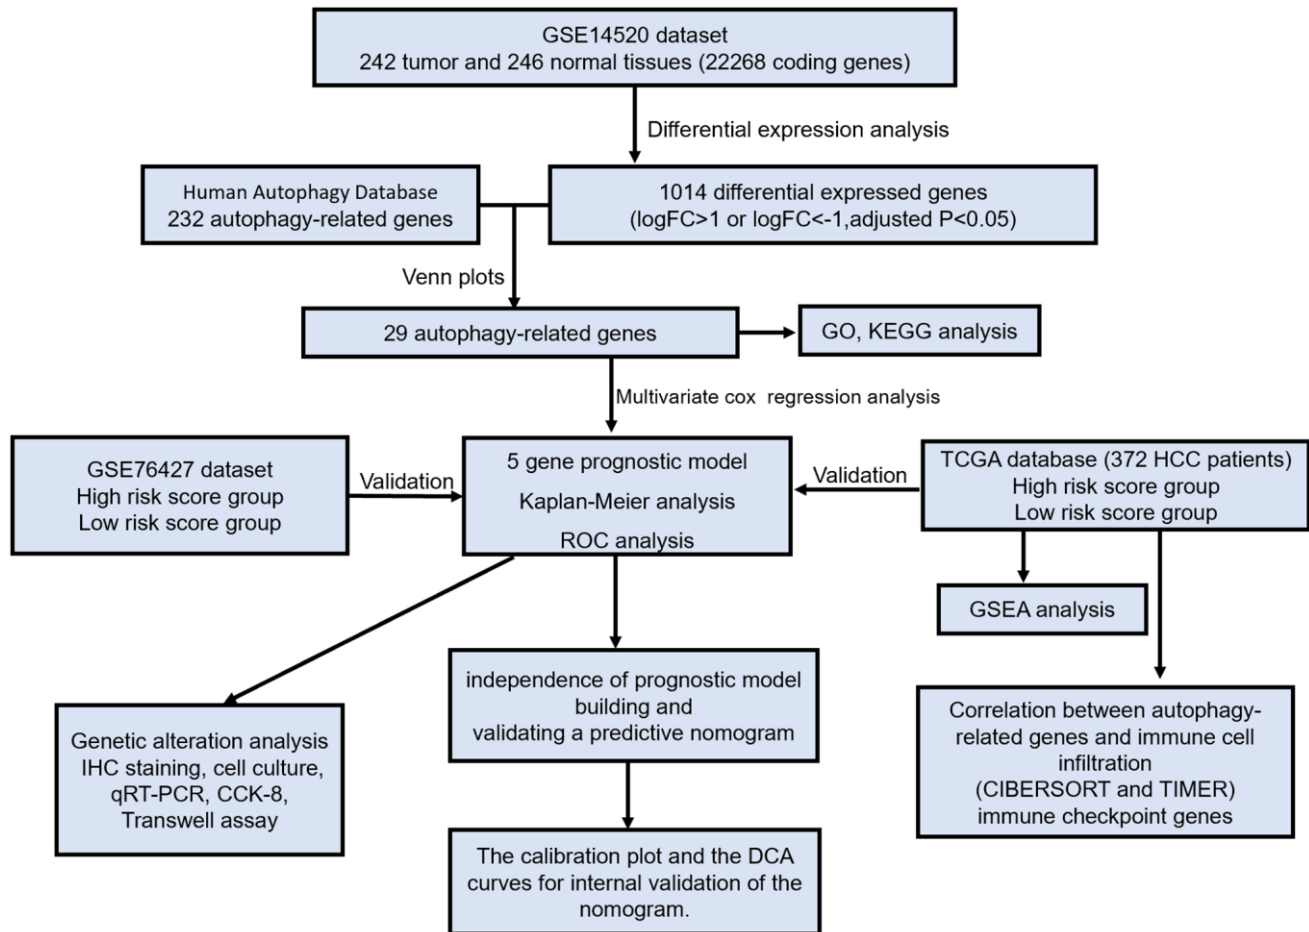 GSE14520 dataset
242 tumor and 246 normal tissues (22268 coding genes)
Differential expression analysis
Human Autophagy Database
232 autophagy-related genes
1014 differential expressed genes
(logFC>1 or logFC<-1,adjusted P<0.05)
Venn plots
29 autophagy-related genes
GO, KEGG analysis
Multivariate cox regression analysis
GSE76427 dataset
High risk score group
Low risk score group
Validation
5 gene prognostic model
Kaplan-Meier analysis
ROC analysis
Validation
TCGA database (372 HCC patients)
High risk score group
Low risk score group
GSEA analysis
Genetic alteration analysis
IHC staining, cell culture,
qRT-PCR, CCK-8,
Transwell assay
independence of prognostic model
building and
validating a predictive nomogram
Correlation between autophagy-
related genes and immune cell
infiltration
(CIBERSORT and TIMER)
immune checkpoint genes
The calibration plot and the DCA
curves for internal validation of the
nomogram.